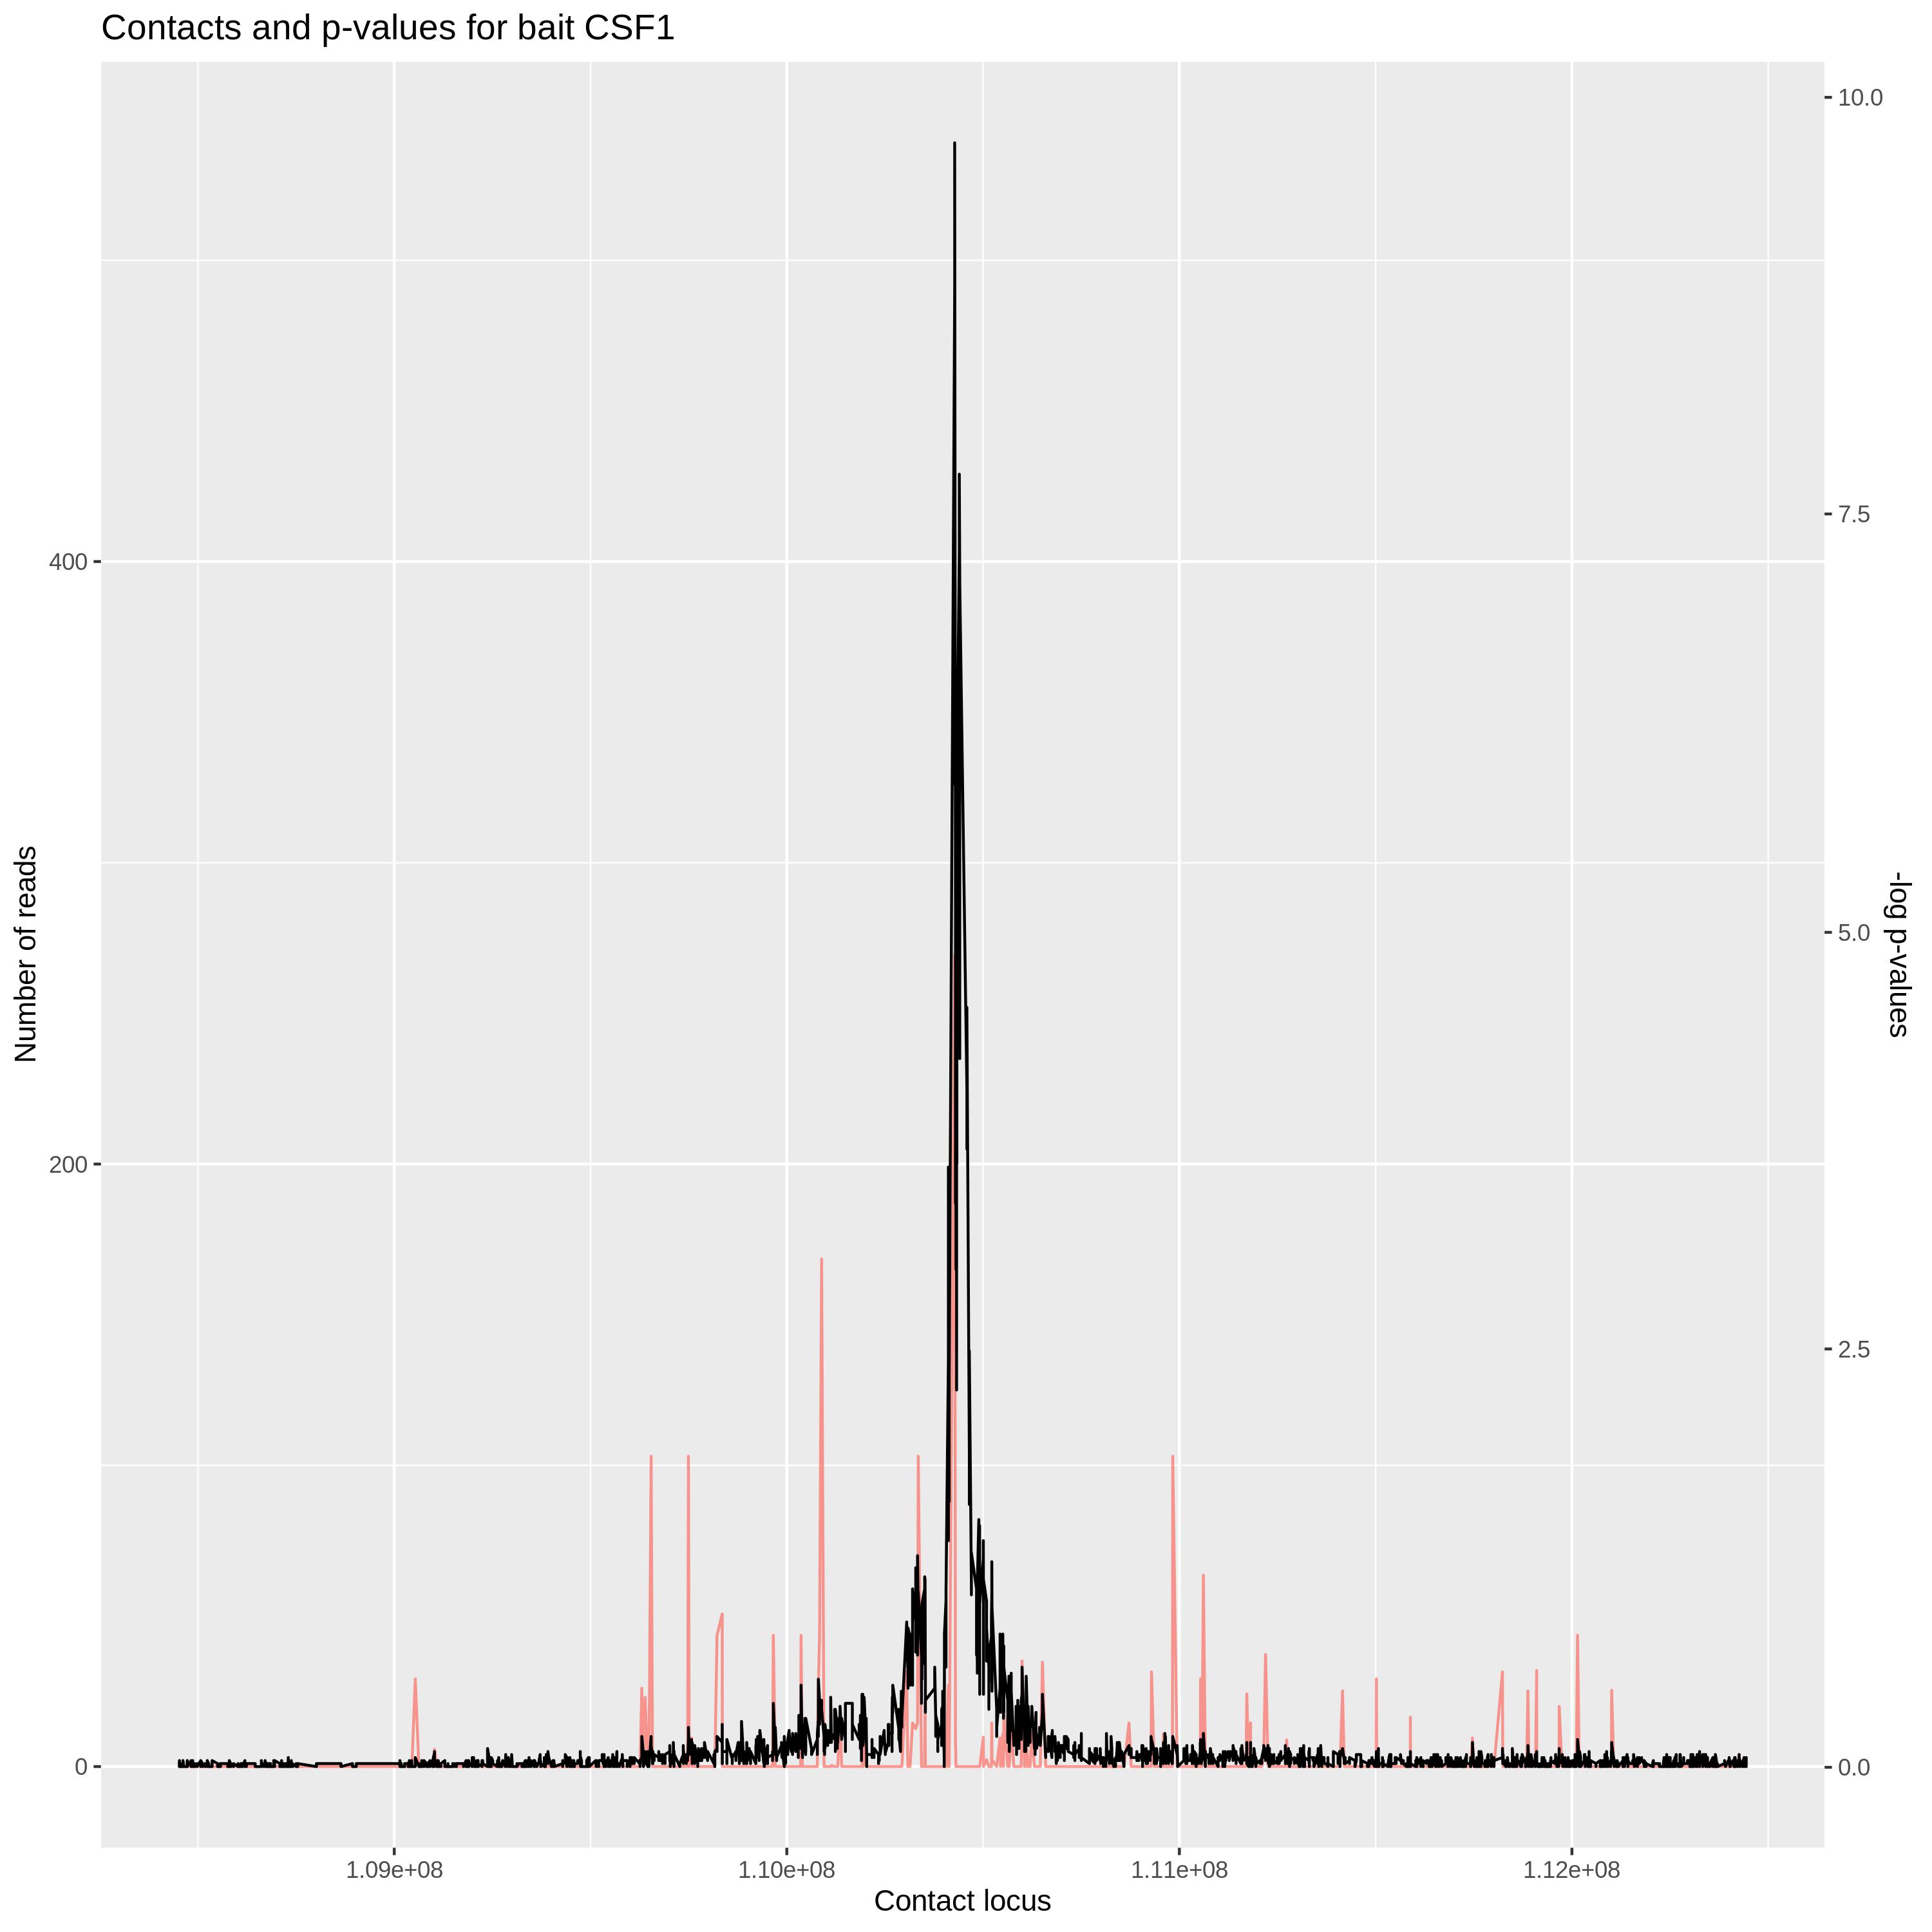 Contacts and p-values for bait CSF1
10.0
7.5
400
5.0
Number of reads
-log p-values
200
2.5
0
0.0
1.09e+08
1.10e+08
1.11e+08
1.12e+08
Contact locus